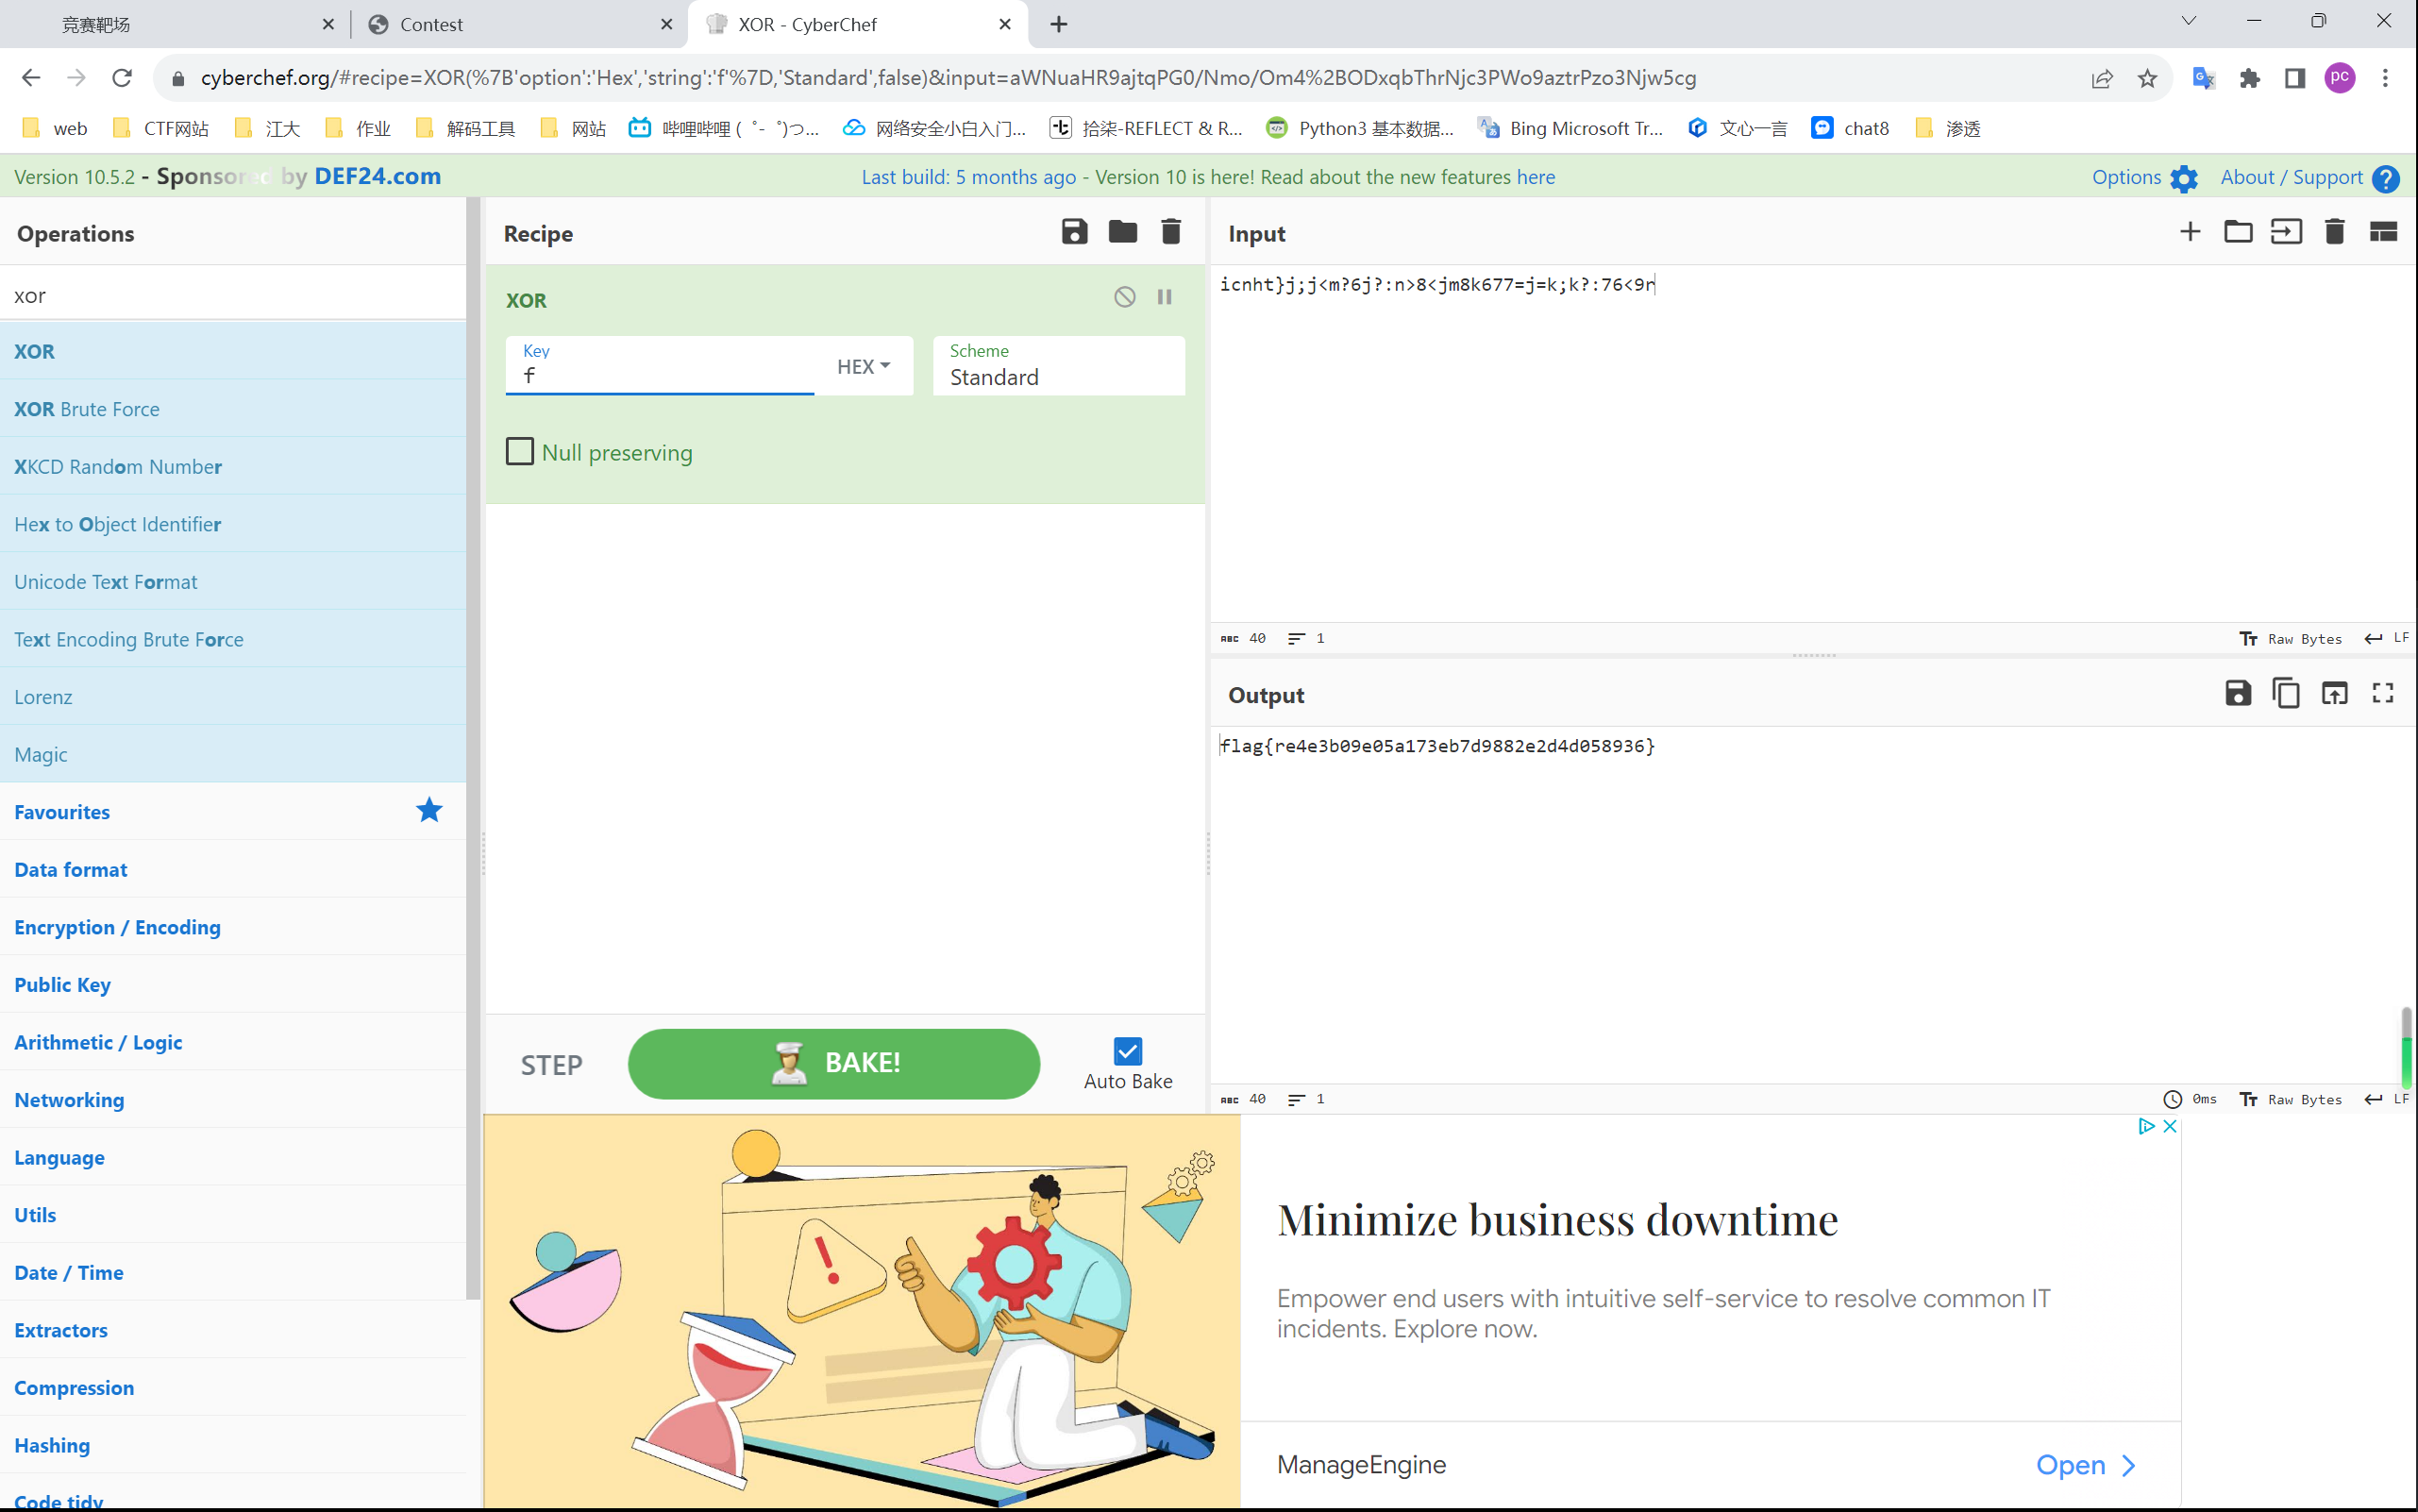 竞赛靶场
Contest
XOR - CyberChef
cyberchef.org/#recipe=XOR(%7B'option':'Hex','string':'f'%7D,'Standard',false)&input=aWNuaHR9ajtqPG0/Nmo/Om4%2BODxqbThrNjc3PWo9aztrPzo3Njw5cg
PC
web
CTF网站
江大
作业
解码工具
网站
哔哩哔哩 ( ゜- ゜)つ...
网络安全小白入门...
拾柒-REFLECT & R...
Python3 基本数据...
Bing Microsoft Tr...
文心一言
chat8
渗透
Version 10.5.2 - Sponsored by DEF24.com
Last build: 5 months ago - Version 10 is here! Read about the new features here
Options
About / Support
Operations
xor
XOR
XOR Brute Force
XKCD Random Number
Hex to Object Identifier
Unicode Text Format
Text Encoding Brute Force
Lorenz
Magic
Favourites
Data format
Encryption / Encoding
Public Key
Arithmetic / Logic
Networking
Language
Utils
Date / Time
Extractors
Compression
Hashing
Code tidy
Recipe
XOR
Key
f
HEX
Scheme
Standard
Null preserving
STEP
BAKE!
Auto Bake
Input
icnht}j;j<m?6j?:n>8<jm8k677=j=k;k?:76<9r
ABC 40 1
Tт Raw Bytes LF
Output
flag{re4e3b09e05a173eb7d9882e2d4d058936}
ABC 40 1
0ms Tт Raw Bytes LF
Minimize business downtime
Empower end users with intuitive self-service to resolve common IT
incidents. Explore now.
ManageEngine
Open